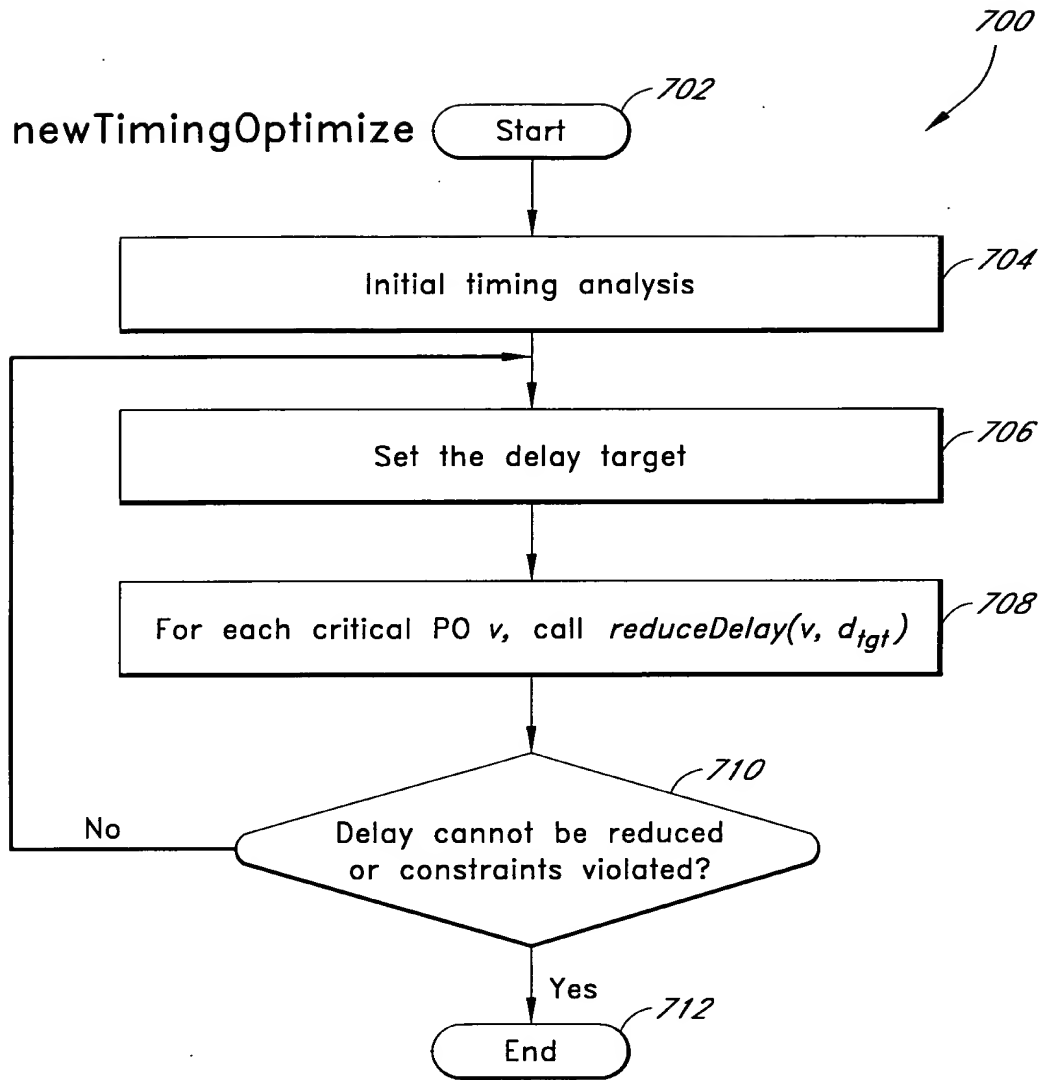 700
702
newTimingOptimize
Start
704
Initial timing analysis
706
Set the delay target
708
For each critical PO v, call reduceDelay(v, d_tgt)
710
No
Delay cannot be reduced
or constraints violated?
Yes
712
End